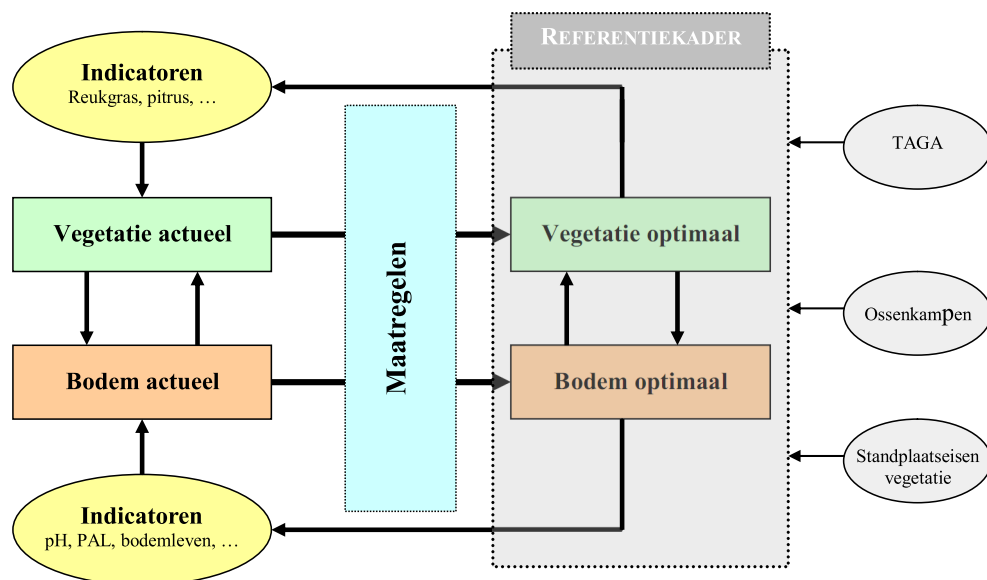 REFERENTIEKADER
Indicatoren
Reukgras, pitrus, …
TAGA
Vegetatie actueel
Maatregelen
Vegetatie optimaal
Ossenkampen
Bodem actueel
Bodem optimaal
Standplaatseisen
vegetatie
Indicatoren
pH, PAL, bodemleven, …